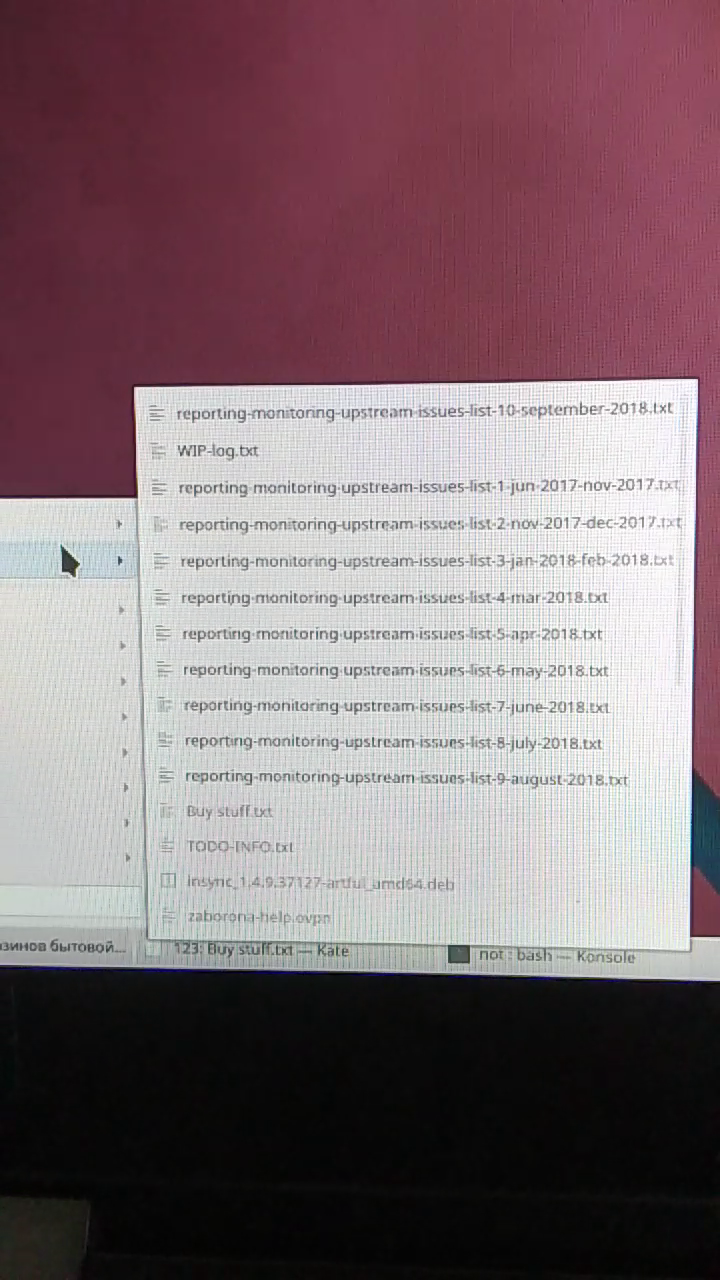 reporting-monitoring-upstream-issues-list-10-september-2018.txt
WIP-log.txt
reporting-monitoring-upstream-issues-list-1-jun-2017-nov-2017.txt
reporting-monitoring-upstream-issues-list-2-nov-2017-dec-2017.txt
reporting-monitoring-upstream-issues-list-3-jan-2018-feb-2018.txt
reporting-monitoring-upstream-issues-list-4-mar-2018.txt
reporting-monitoring-upstream-issues-list-5-apr-2018.txt
reporting-monitoring-upstream-issues-list-6-may-2018.txt
reporting-monitoring-upstream-issues-list-7-june-2018.txt
reporting-monitoring-upstream-issues-list-8-july-2018.txt
reporting-monitoring-upstream-issues-list-9-august-2018.txt
Buy stuff.txt
TODO-INFO.txt
insync_1.4.9.37127-artful_amd64.deb
zaborona-help.ovpn
зинов бытовой... 123: Buy stuff.txt — Kate not : bash — Konsole